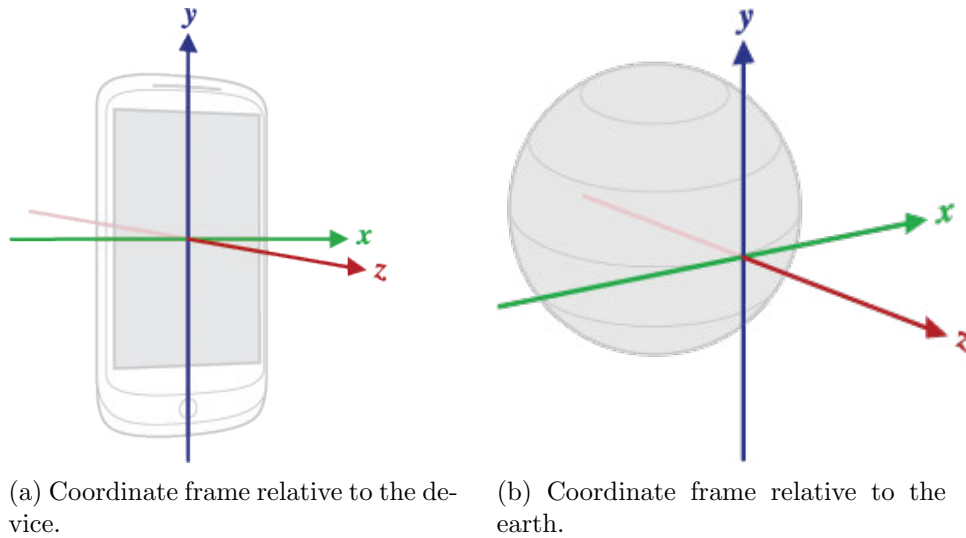 y
x
z
y
x
z
(a) Coordinate frame relative to the de-
vice.
(b) Coordinate frame relative to the
earth.